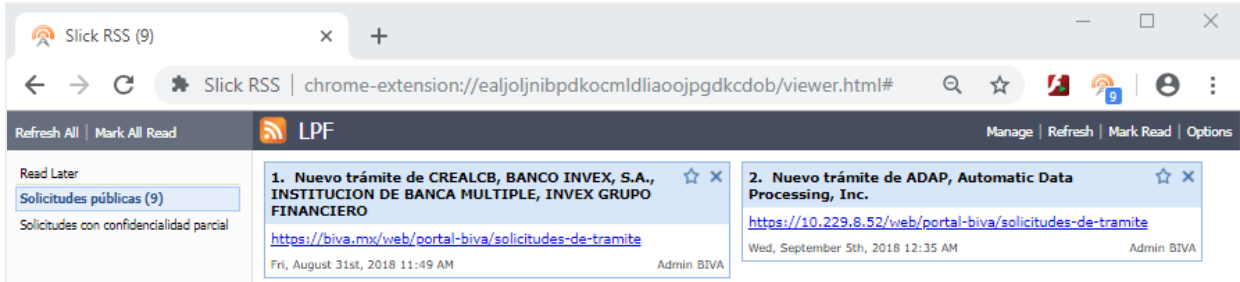 Slick RSS (9)
Slick RSS | chrome-extension://ealjoljnibpdkocmldliaoojpgdkcdob/viewer.html#
9
Refresh All | Mark All Read
LPF
Manage | Refresh | Mark Read | Options
Read Later
Solicitudes públicas (9)
Solicitudes con confidencialidad parcial
1. Nuevo trámite de CREALCB, BANCO INVEX, S.A.,
INSTITUCION DE BANCA MULTIPLE, INVEX GRUPO
FINANCIERO
https://biva.mx/web/portal-biva/solicitudes-de-tramite
Fri, August 31st, 2018 11:49 AM
Admin BIVA
2. Nuevo trámite de ADAP, Automatic Data
Processing, Inc.
https://10.229.8.52/web/portal-biva/solicitudes-de-tramite
Wed, September 5th, 2018 12:35 AM
Admin BIVA